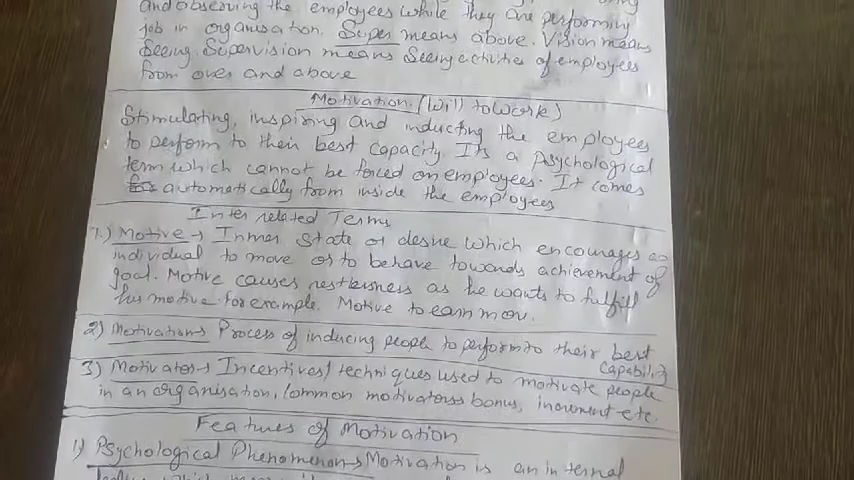 and observing the employees while they are performing
job in organisation. Super means above. Vision means
Seeing. Supervision means Seeing activities of employees
from over and above
Motivation. (Will to work)
Stimulating, inspiring and inducting the employees
to perform to their best capacity. Its a psychological
term which cannot be forced on employees. It comes
automatically from inside the employees
Inter related Terms
1.) Motive → Inner State of desire which encourages an
individual to move or to behave towards achievement of
goal. Motive causes restlesness as he wants to fulfill
his motive. for example. Motive to earn mon.
2) Motivation → Process of inducing people to perform to their best
capability
3) Motivators → Incentives/techniques used to motivate people
in an organisation. Common motivators bonus, increment etc.
Features of Motivation
1) Psychological Phenomenon → Motivation is an internal